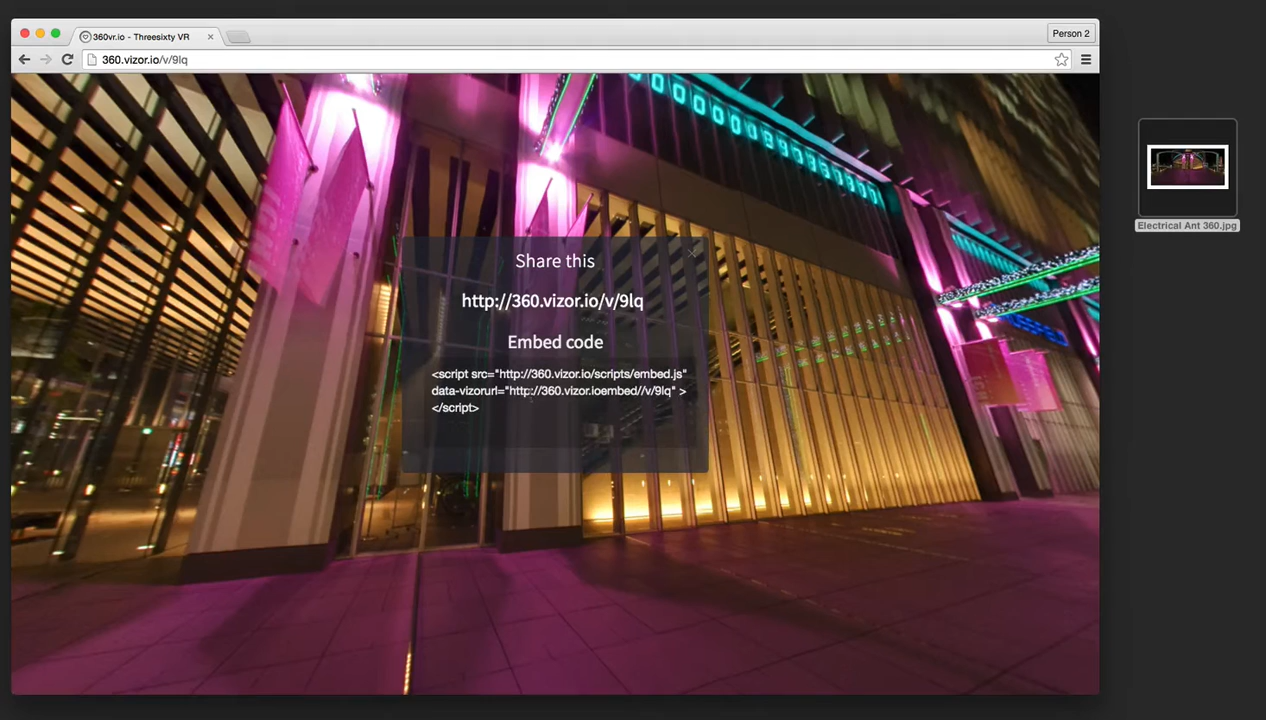 360vr.io - Threesixty VR
Person 2
360.vizor.io/v/9lq
Share this
http://360.vizor.io/v/9lq
Embed code
<script src="http://360.vizor.io/scripts/embed.js"
data-vizorurl="http://360.vizor.ioembed//v/9lq" >
</script>
Electrical Ant 360.jpg